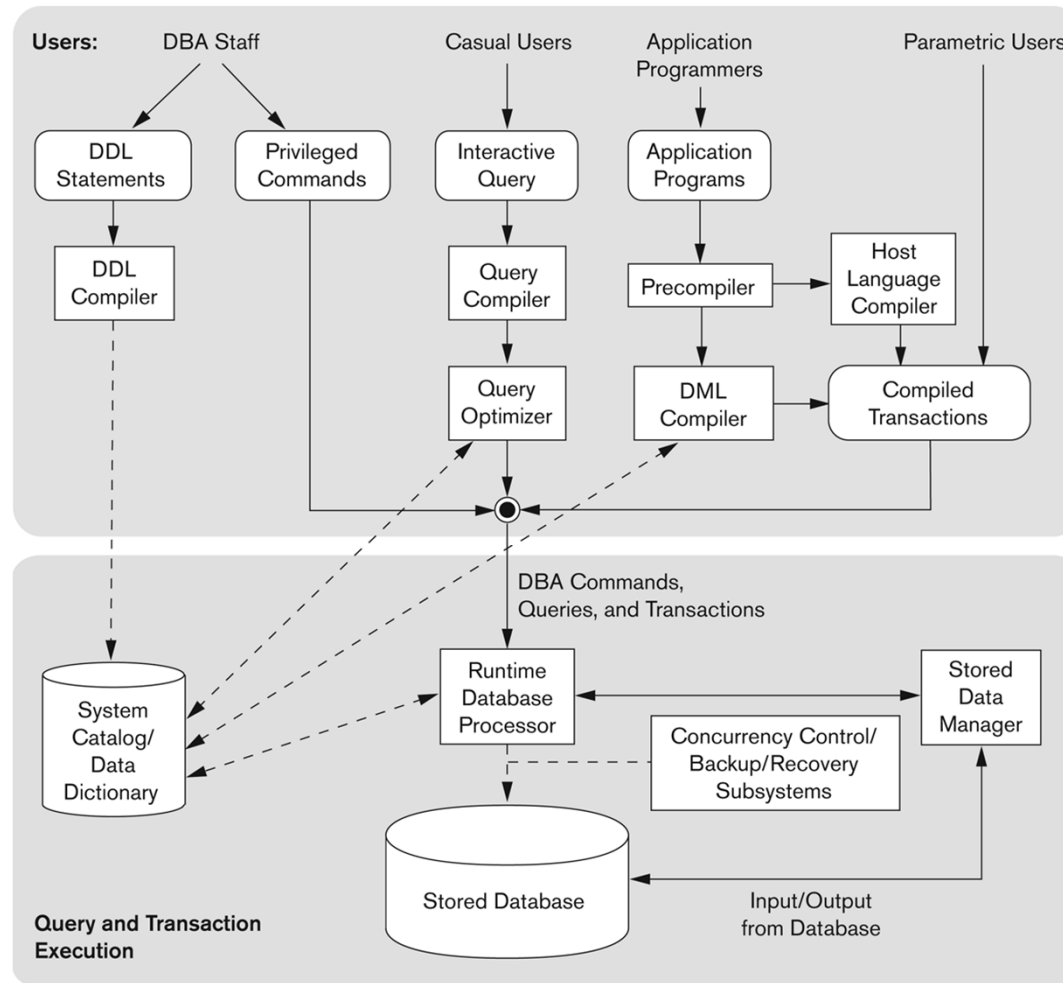 Users:
DBA Staff
Casual Users
Application
Programmers
Parametric Users
DDL
Statements
Privileged
Commands
Interactive
Query
Application
Programs
DDL
Compiler
Query
Compiler
Precompiler
Host
Language
Compiler
Query
Optimizer
DML
Compiler
Compiled
Transactions
DBA Commands,
Queries, and Transactions
System
Catalog/
Data
Dictionary
Runtime
Database
Processor
Stored
Data
Manager
Concurrency Control/
Backup/Recovery
Subsystems
Stored Database
Input/Output
from Database
Query and Transaction
Execution